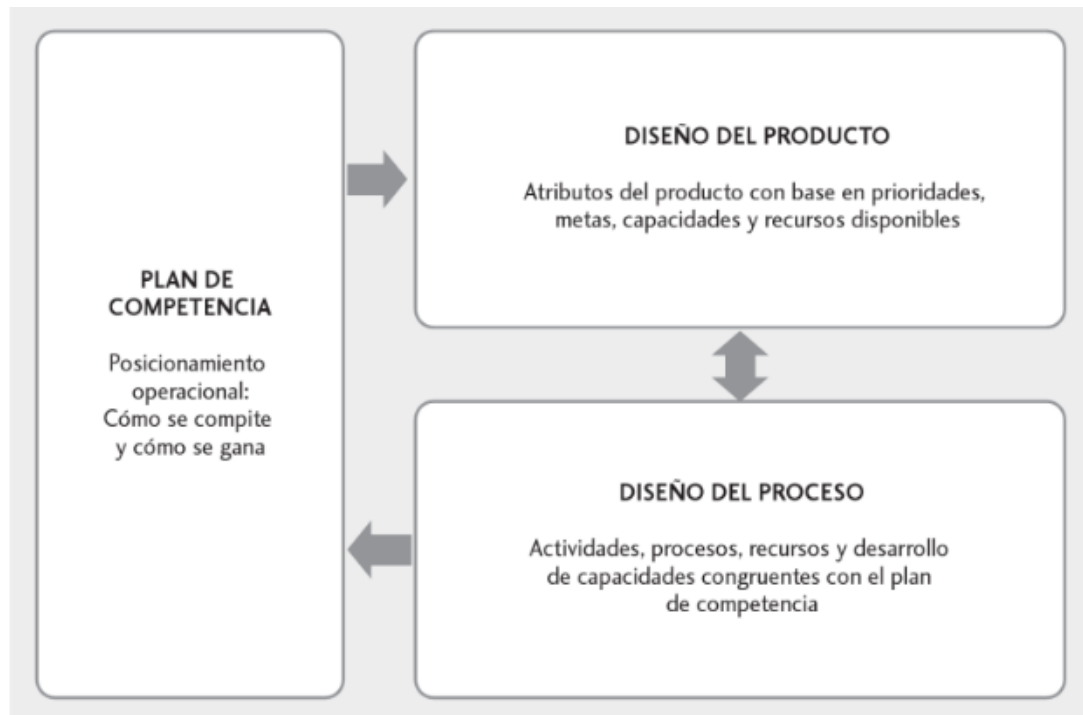 PLAN DE
COMPETENCIA
Posicionamiento
operacional:
Cómo se compite
y cómo se gana
DISEÑO DEL PRODUCTO
Atributos del producto con base en prioridades,
metas, capacidades y recursos disponibles
DISEÑO DEL PROCESO
Actividades, procesos, recursos y desarrollo
de capacidades congruentes con el plan
de competencia